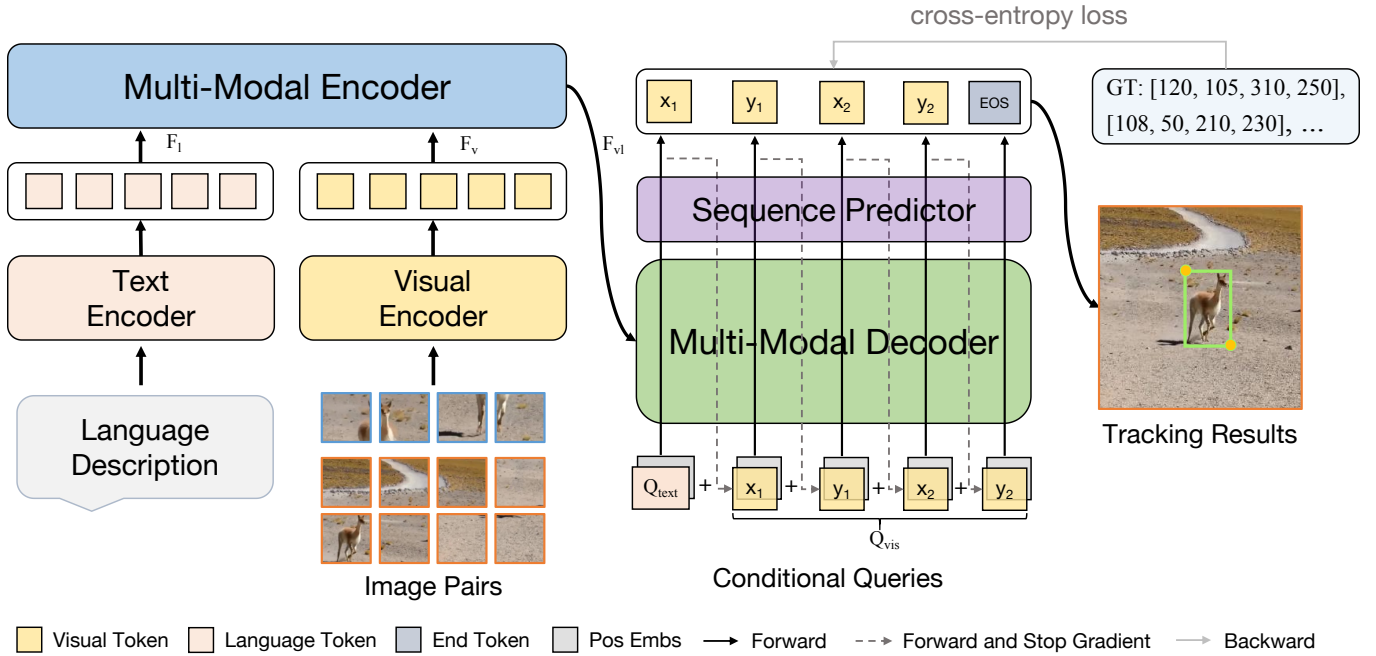 cross-entropy loss
Multi-Modal Encoder
F_l
F_v
F_vl
x_1
y_1
x_2
y_2
EOS
GT: [120, 105, 310, 250],
[108, 50, 210, 230], ...
Sequence Predictor
Text
Encoder
Visual
Encoder
Multi-Modal Decoder
Language
Description
Tracking Results
Q_text + x_1 + y_1 + x_2 + y_2
Q_vis
Image Pairs
Conditional Queries
Visual Token
Language Token
End Token
Pos Embs
Forward
Forward and Stop Gradient
Backward